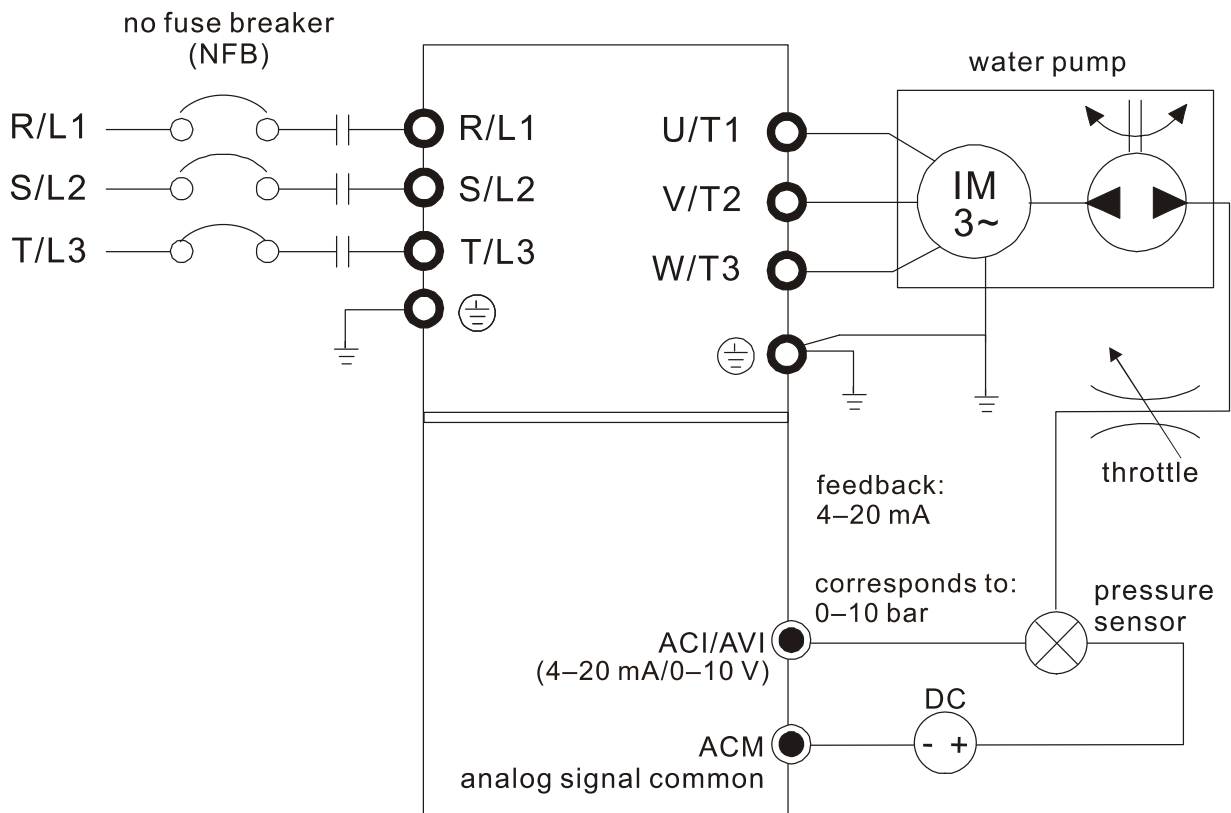 no fuse breaker
(NFB)
water pump
R/L1
R/L1
U/T1
S/L2
S/L2
V/T2
IM
3~
T/L3
T/L3
W/T3
throttle
feedback:
4–20 mA
corresponds to:
0–10 bar
pressure
sensor
ACI/AVI
(4–20 mA/0–10 V)
DC
- +
ACM
analog signal common